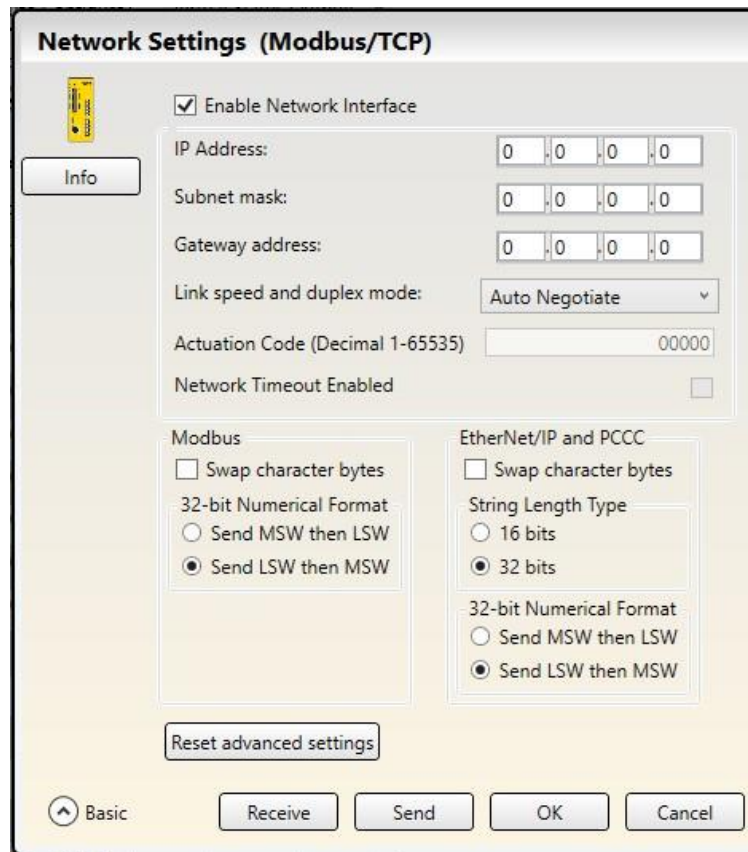 Network Settings (Modbus/TCP)
Enable Network Interface
Info
IP Address: 0 . 0 . 0 . 0
Subnet mask: 0 . 0 . 0 . 0
Gateway address: 0 . 0 . 0 . 0
Link speed and duplex mode: Auto Negotiate
Actuation Code (Decimal 1-65535) 00000
Network Timeout Enabled
Modbus
Swap character bytes
32-bit Numerical Format
Send MSW then LSW
Send LSW then MSW
EtherNet/IP and PCCC
Swap character bytes
String Length Type
16 bits
32 bits
32-bit Numerical Format
Send MSW then LSW
Send LSW then MSW
Reset advanced settings
Basic Receive Send OK Cancel